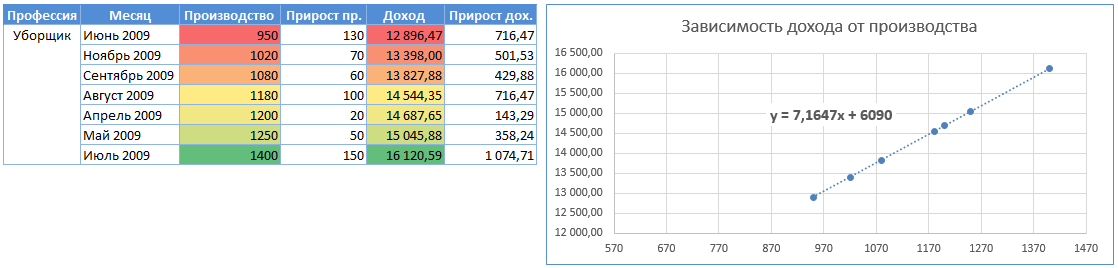 Профессия Месяц Производство Прирост пр. Доход Прирост дох.
Уборщик Июнь 2009 950 130 12 896,47 716,47
Ноябрь 2009 1020 70 13 398,00 501,53
Сентябрь 2009 1080 60 13 827,88 429,88
Август 2009 1180 100 14 544,35 716,47
Апрель 2009 1200 20 14 687,65 143,29
Май 2009 1250 50 15 045,88 358,24
Июль 2009 1400 150 16 120,59 1 074,71
Зависимость дохода от производства
16 500,00
16 000,00
15 500,00
15 000,00
14 500,00
14 000,00
13 500,00
13 000,00
12 500,00
12 000,00
y = 7,1647x + 6090
570 670 770 870 970 1070 1170 1270 1370 1470